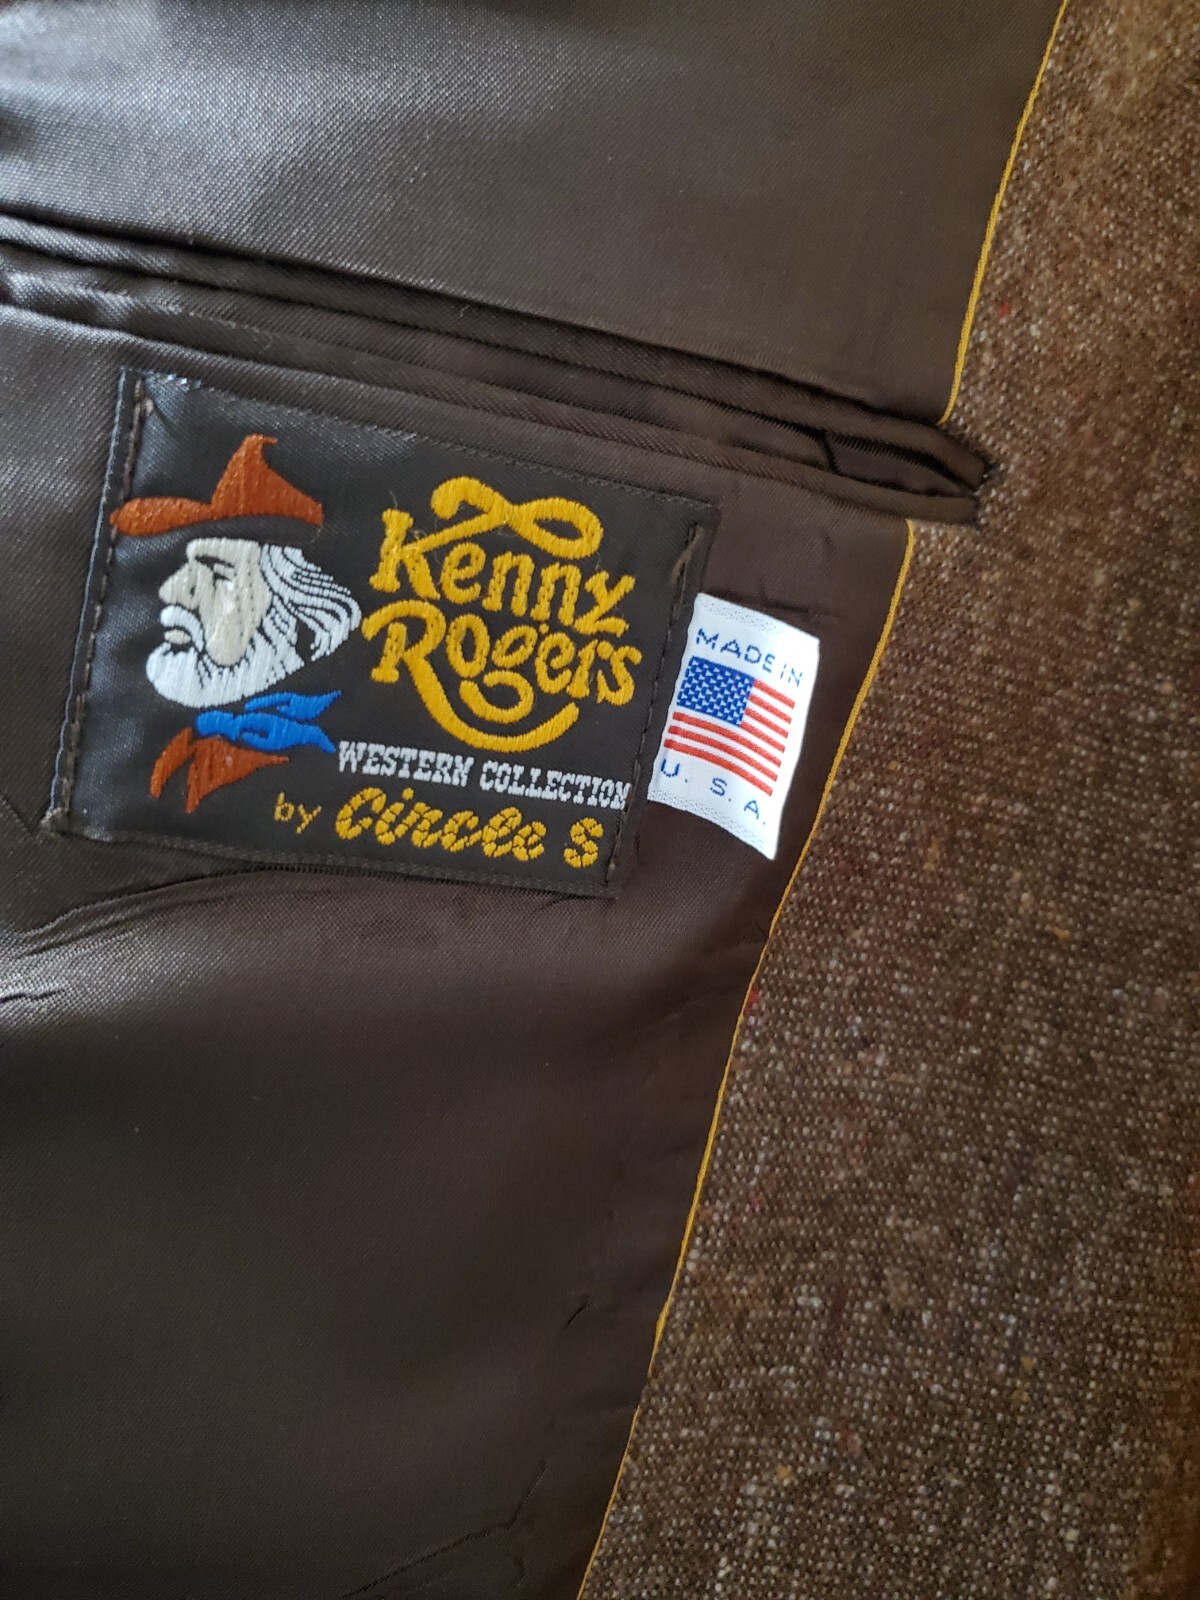 Kenny
Rogers
WESTERN COLLECTION
by Circle S
MADE IN
U. S. A.